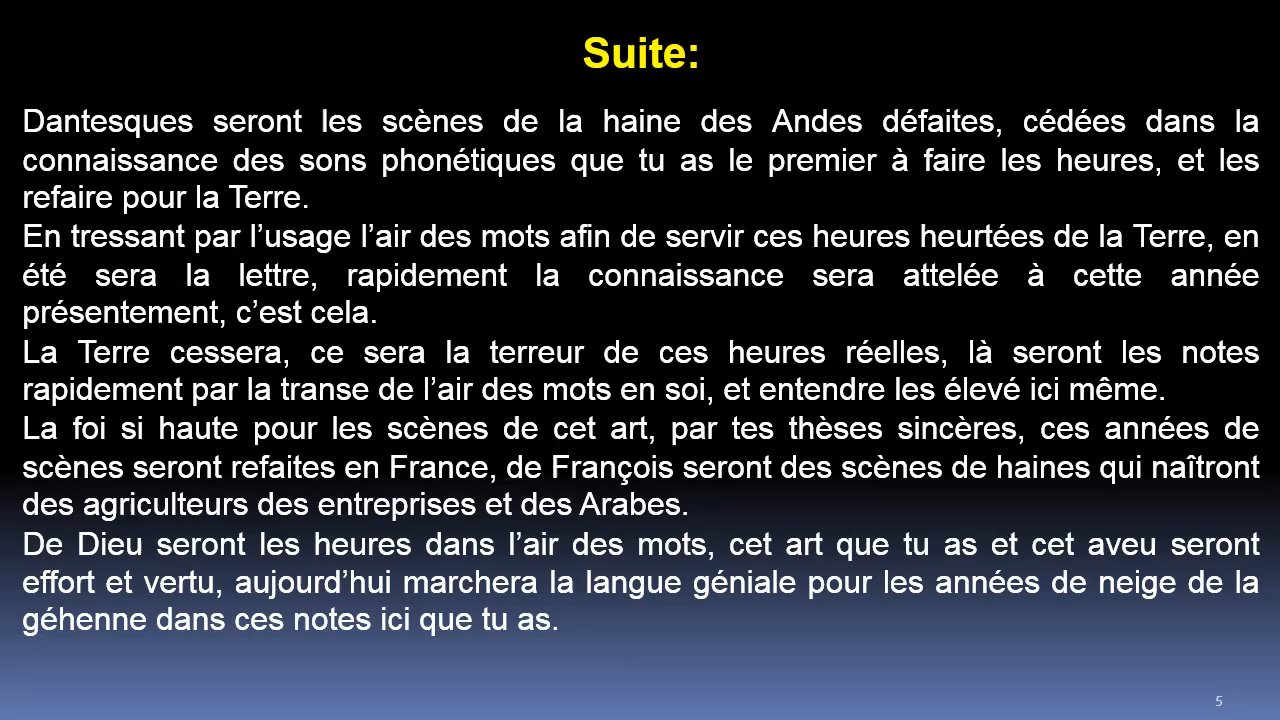 Suite:
Dantesques seront les scènes de la haine des Andes défaites, cédées dans la
connaissance des sons phonétiques que tu as le premier à faire les heures, et les
refaire pour la Terre.
En tressant par l’usage l’air des mots afin de servir ces heures heurtées de la Terre, en
été sera la lettre, rapidement la connaissance sera attelée à cette année
présentement, c’est cela.
La Terre cessera, ce sera la terreur de ces heures réelles, là seront les notes
rapidement par la transe de l’air des mots en soi, et entendre les élevé ici même.
La foi si haute pour les scènes de cet art, par tes thèses sincères, ces années de
scènes seront refaites en France, de François seront des scènes de haines qui naîtront
des agriculteurs des entreprises et des Arabes.
De Dieu seront les heures dans l’air des mots, cet art que tu as et cet aveu seront
effort et vertu, aujourd’hui marchera la langue géniale pour les années de neige de la
géhenne dans ces notes ici que tu as.
5